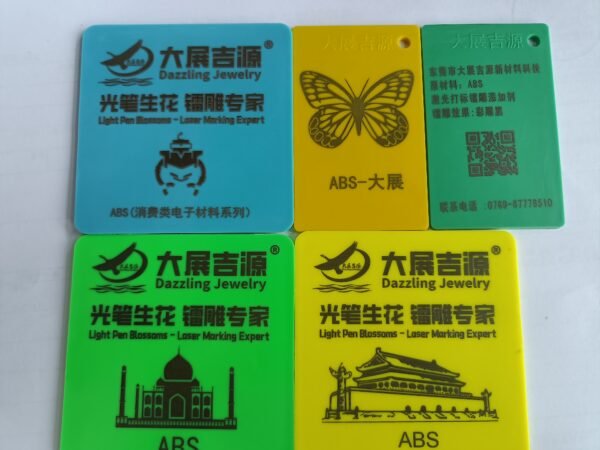 大展吉源®
Dazzling Jewelry
光笔生花 镭雕专家
Light Pen Blossoms - Laser Marking Expert
ABS(消费类电子材料系列)
大展吉源
ABS-大展
大展吉源
东莞市大展吉源新材料科技
原材料：ABS
激光打标镭雕添加剂
镭雕效果:彩雕黑
联系电话 :0769-87778510
大展吉源®
Dazzling Jewelry
光笔生花 镭雕专家
Light Pen Blossoms - Laser Marking Expert
ABS
大展吉源®
Dazzling Jewelry
光笔生花 镭雕专家
Light Pen Blossoms - Laser Marking Expert
ABS